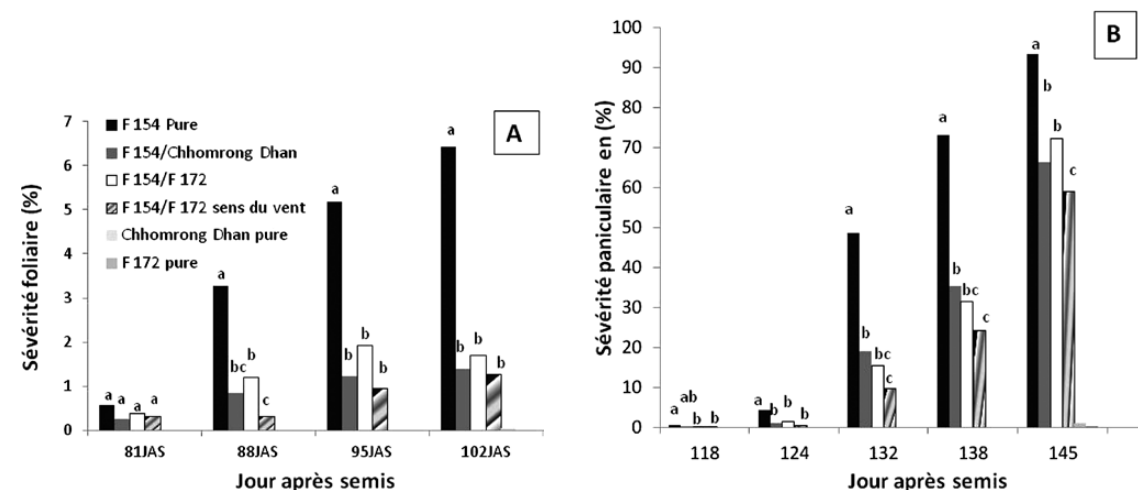 A
Sévérité foliaire (%)
7
6
5
4
3
2
1
0
F 154 Pure
F 154/Chhomrong Dhan
F 154/F 172
F 154/F 172 sens du vent
Chhomrong Dhan pure
F 172 pure
a a a a
a bc b c
a b b b
a b b b
81JAS 88JAS 95JAS 102JAS
Jour après semis
B
Sévérité paniculaire en (%)
100
90
80
70
60
50
40
30
20
10
0
a ab b b
a b b b
a b bc c
a b bc c
a b b c
118 124 132 138 145
Jour après semis